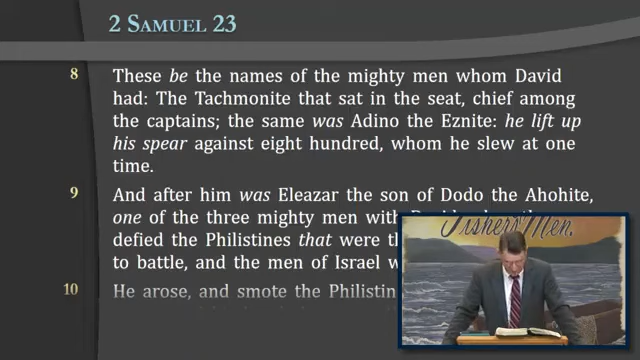 2 SAMUEL 23
8 These be the names of the mighty men whom David
had: The Tachmonite that sat in the seat, chief among
the captains; the same was Adino the Eznite: he lift up
his spear against eight hundred, whom he slew at one
time.
9 And after him was Eleazar the son of Dodo the Ahohite,
one of the three mighty men with
defied the Philistines that were
to battle, and the men of Israel
10 He arose, and smote the
Fishers Men.